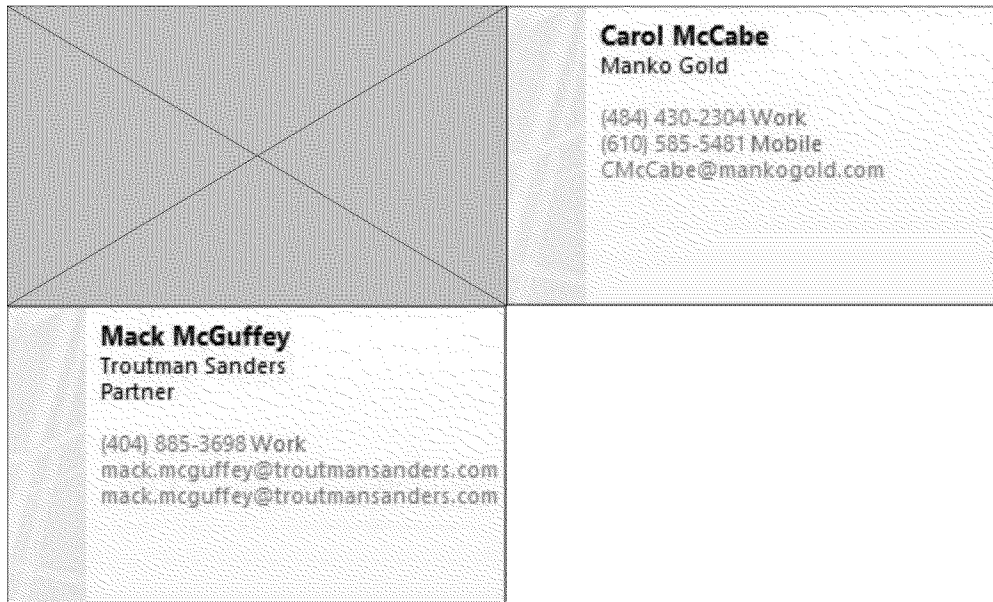 Carol McCabe
Manko Gold
(484) 430-2304 Work
(610) 585-5481 Mobile
CMcCabe@mankogold.com
Mack McGuffey
Troutman Sanders
Partner
(404) 885-3698 Work
mack.mcguffey@troutmansanders.com
mack.mcguffey@troutmansanders.com